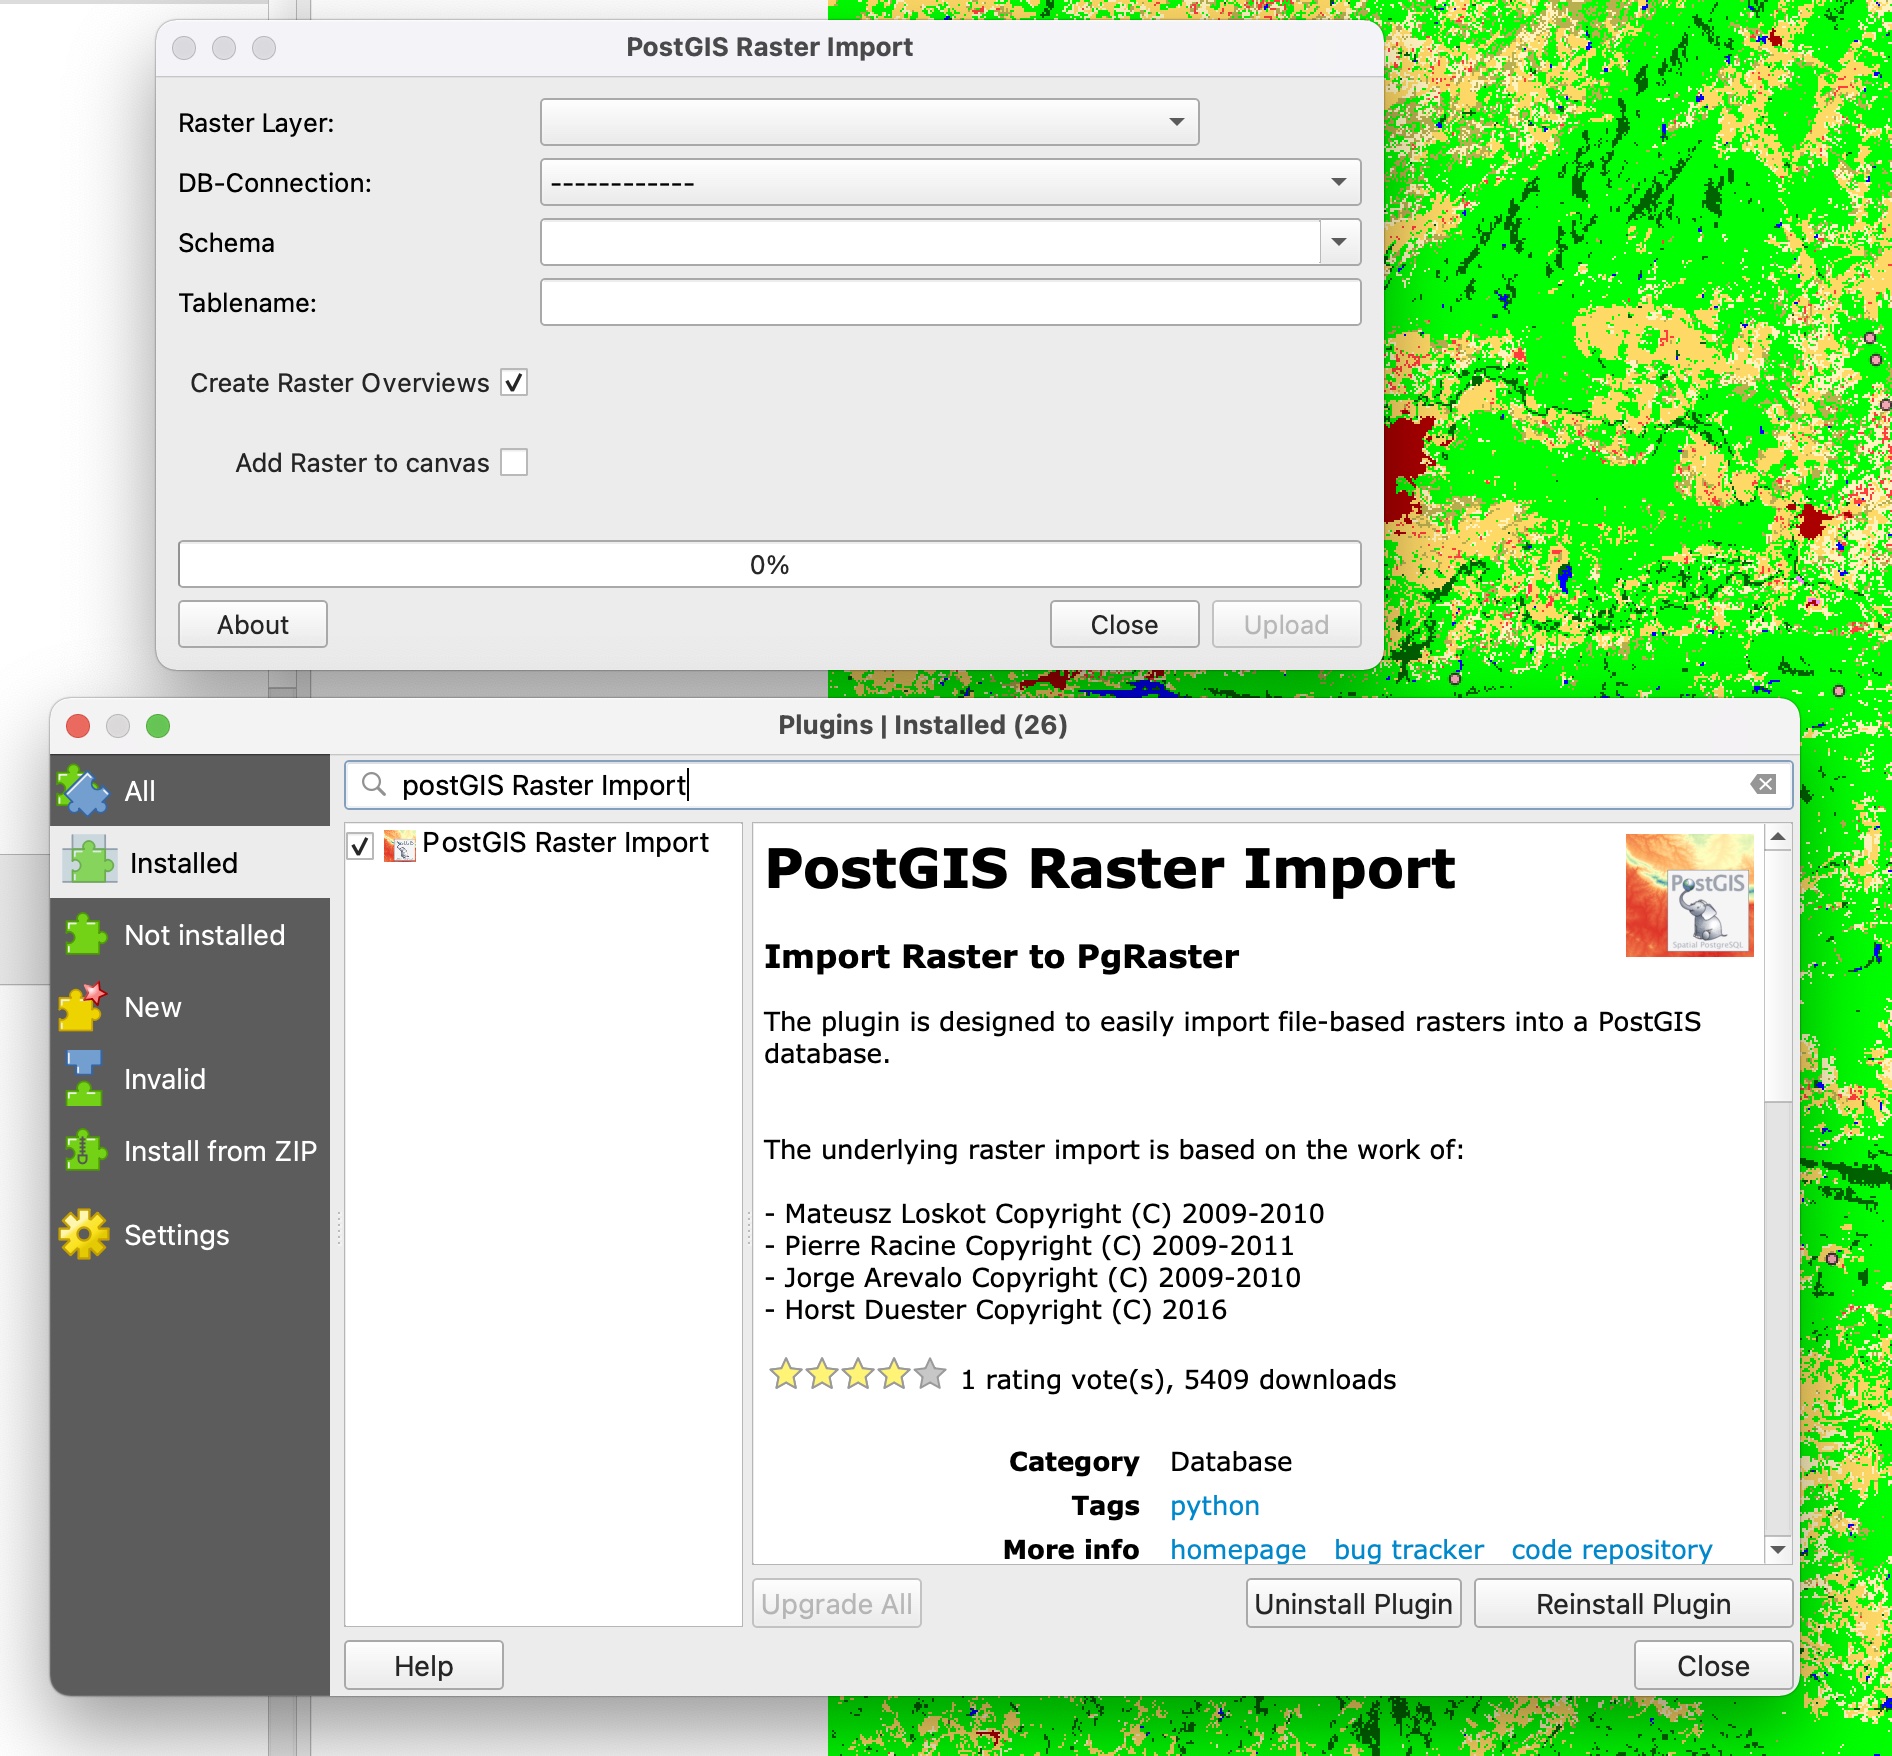 PostGIS Raster Import
Raster Layer:
DB-Connection: ------------
Schema
Tablename:
Create Raster Overviews
Add Raster to canvas
0%
About Close Upload
Plugins | Installed (26)
All
Installed
Not installed
New
Invalid
Install from ZIP
Settings
postGIS Raster Import
PostGIS Raster Import
PostGIS Raster Import
PostGIS
Spatial PostgreSQL
Import Raster to PgRaster
The plugin is designed to easily import file-based rasters into a PostGIS
database.
The underlying raster import is based on the work of:
- Mateusz Loskot Copyright (C) 2009-2010
- Pierre Racine Copyright (C) 2009-2011
- Jorge Arevalo Copyright (C) 2009-2010
- Horst Duester Copyright (C) 2016
1 rating vote(s), 5409 downloads
Category Database
Tags python
More info homepage bug tracker code repository
Upgrade All Uninstall Plugin Reinstall Plugin
Help Close